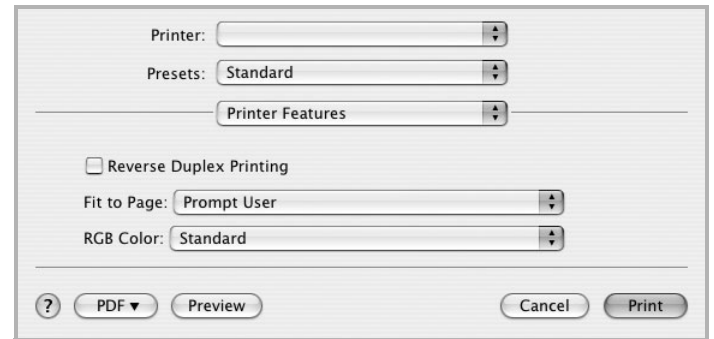 Printer:
Presets: Standard
Printer Features
Reverse Duplex Printing
Fit to Page: Prompt User
RGB Color: Standard
? PDF ▼ Preview Cancel Print